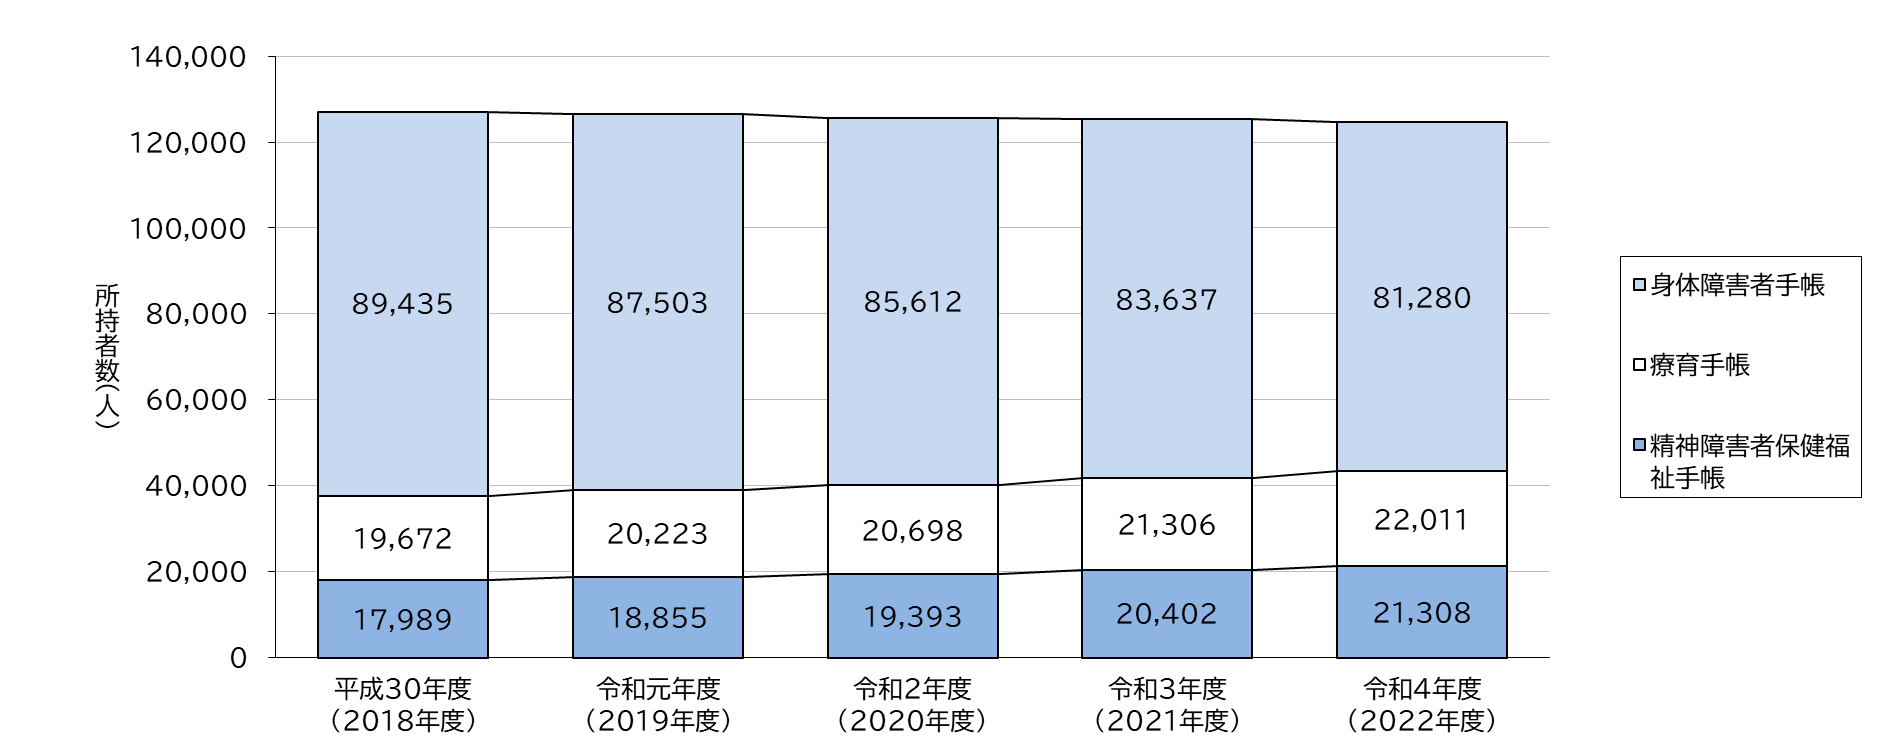 140,000
120,000
100,000
80,000
60,000
40,000
20,000
0
所持者数(人)
89,435
87,503
85,612
83,637
81,280
19,672
20,223
20,698
21,306
22,011
17,989
18,855
19,393
20,402
21,308
平成30年度
（2018年度）
令和元年度
（2019年度）
令和2年度
（2020年度）
令和3年度
（2021年度）
令和4年度
（2022年度）
身体障害者手帳
療育手帳
精神障害者保健福
祉手帳